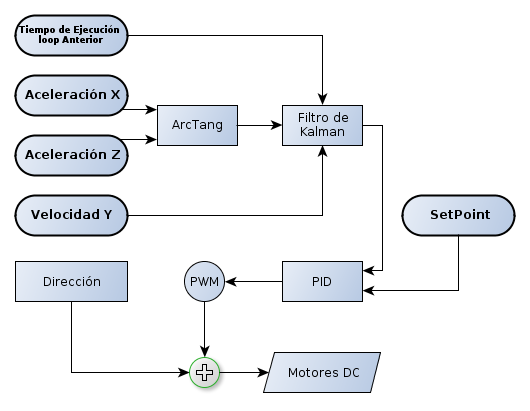 Tiempo de Ejecución
loop Anterior
Aceleración X
ArcTang
Filtro de
Kalman
Aceleración Z
Velocidad Y
SetPoint
Dirección
PWM
PID
Motores DC